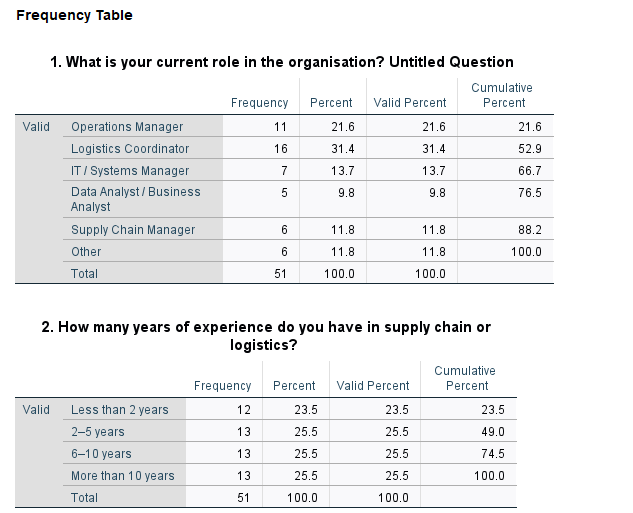 Frequency Table
1. What is your current role in the organisation? Untitled Question
Frequency Percent Valid Percent Cumulative Percent
Valid Operations Manager 11 21.6 21.6 21.6
Logistics Coordinator 16 31.4 31.4 52.9
IT / Systems Manager 7 13.7 13.7 66.7
Data Analyst / Business Analyst 5 9.8 9.8 76.5
Supply Chain Manager 6 11.8 11.8 88.2
Other 6 11.8 11.8 100.0
Total 51 100.0 100.0
2. How many years of experience do you have in supply chain or
logistics?
Frequency Percent Valid Percent Cumulative Percent
Valid Less than 2 years 12 23.5 23.5 23.5
2–5 years 13 25.5 25.5 49.0
6–10 years 13 25.5 25.5 74.5
More than 10 years 13 25.5 25.5 100.0
Total 51 100.0 100.0